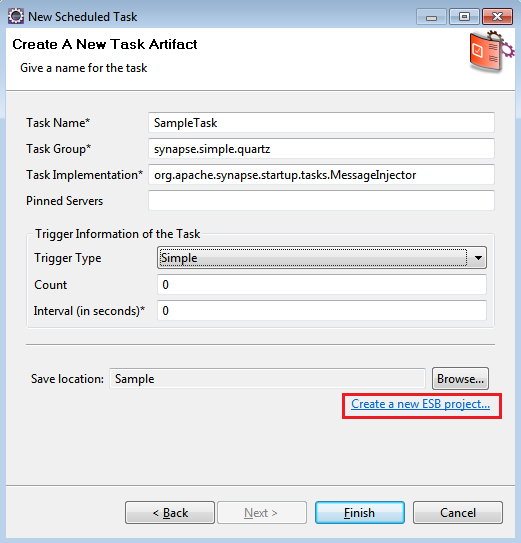 New Scheduled Task
Create A New Task Artifact
Give a name for the task
Task Name* SampleTask
Task Group* synapse.simple.quartz
Task Implementation* org.apache.synapse.startup.tasks.MessageInjector
Pinned Servers
Trigger Information of the Task
Trigger Type Simple
Count 0
Interval (in seconds)* 0
Save location: Sample Browse...
Create a new ESB project...
< Back Next > Finish Cancel